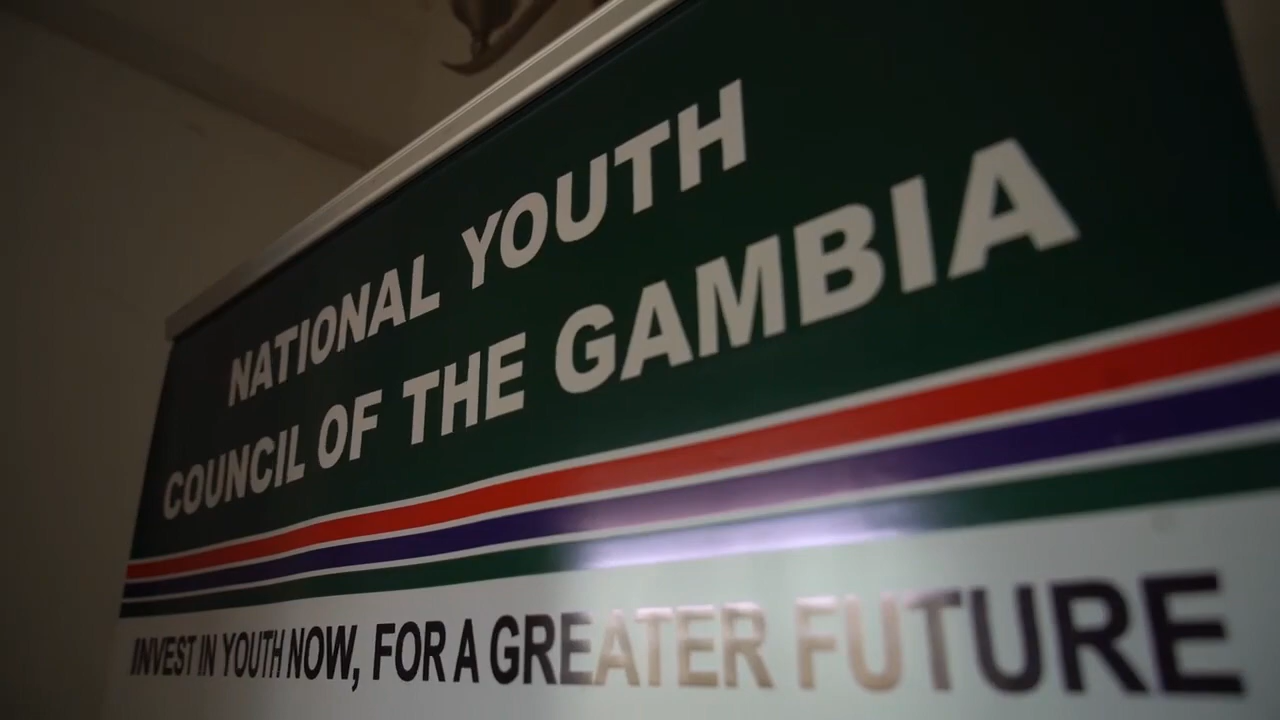 NATIONAL YOUTH
COUNCIL OF THE GAMBIA
INVEST IN YOUTH NOW, FOR A GREATER FUTURE